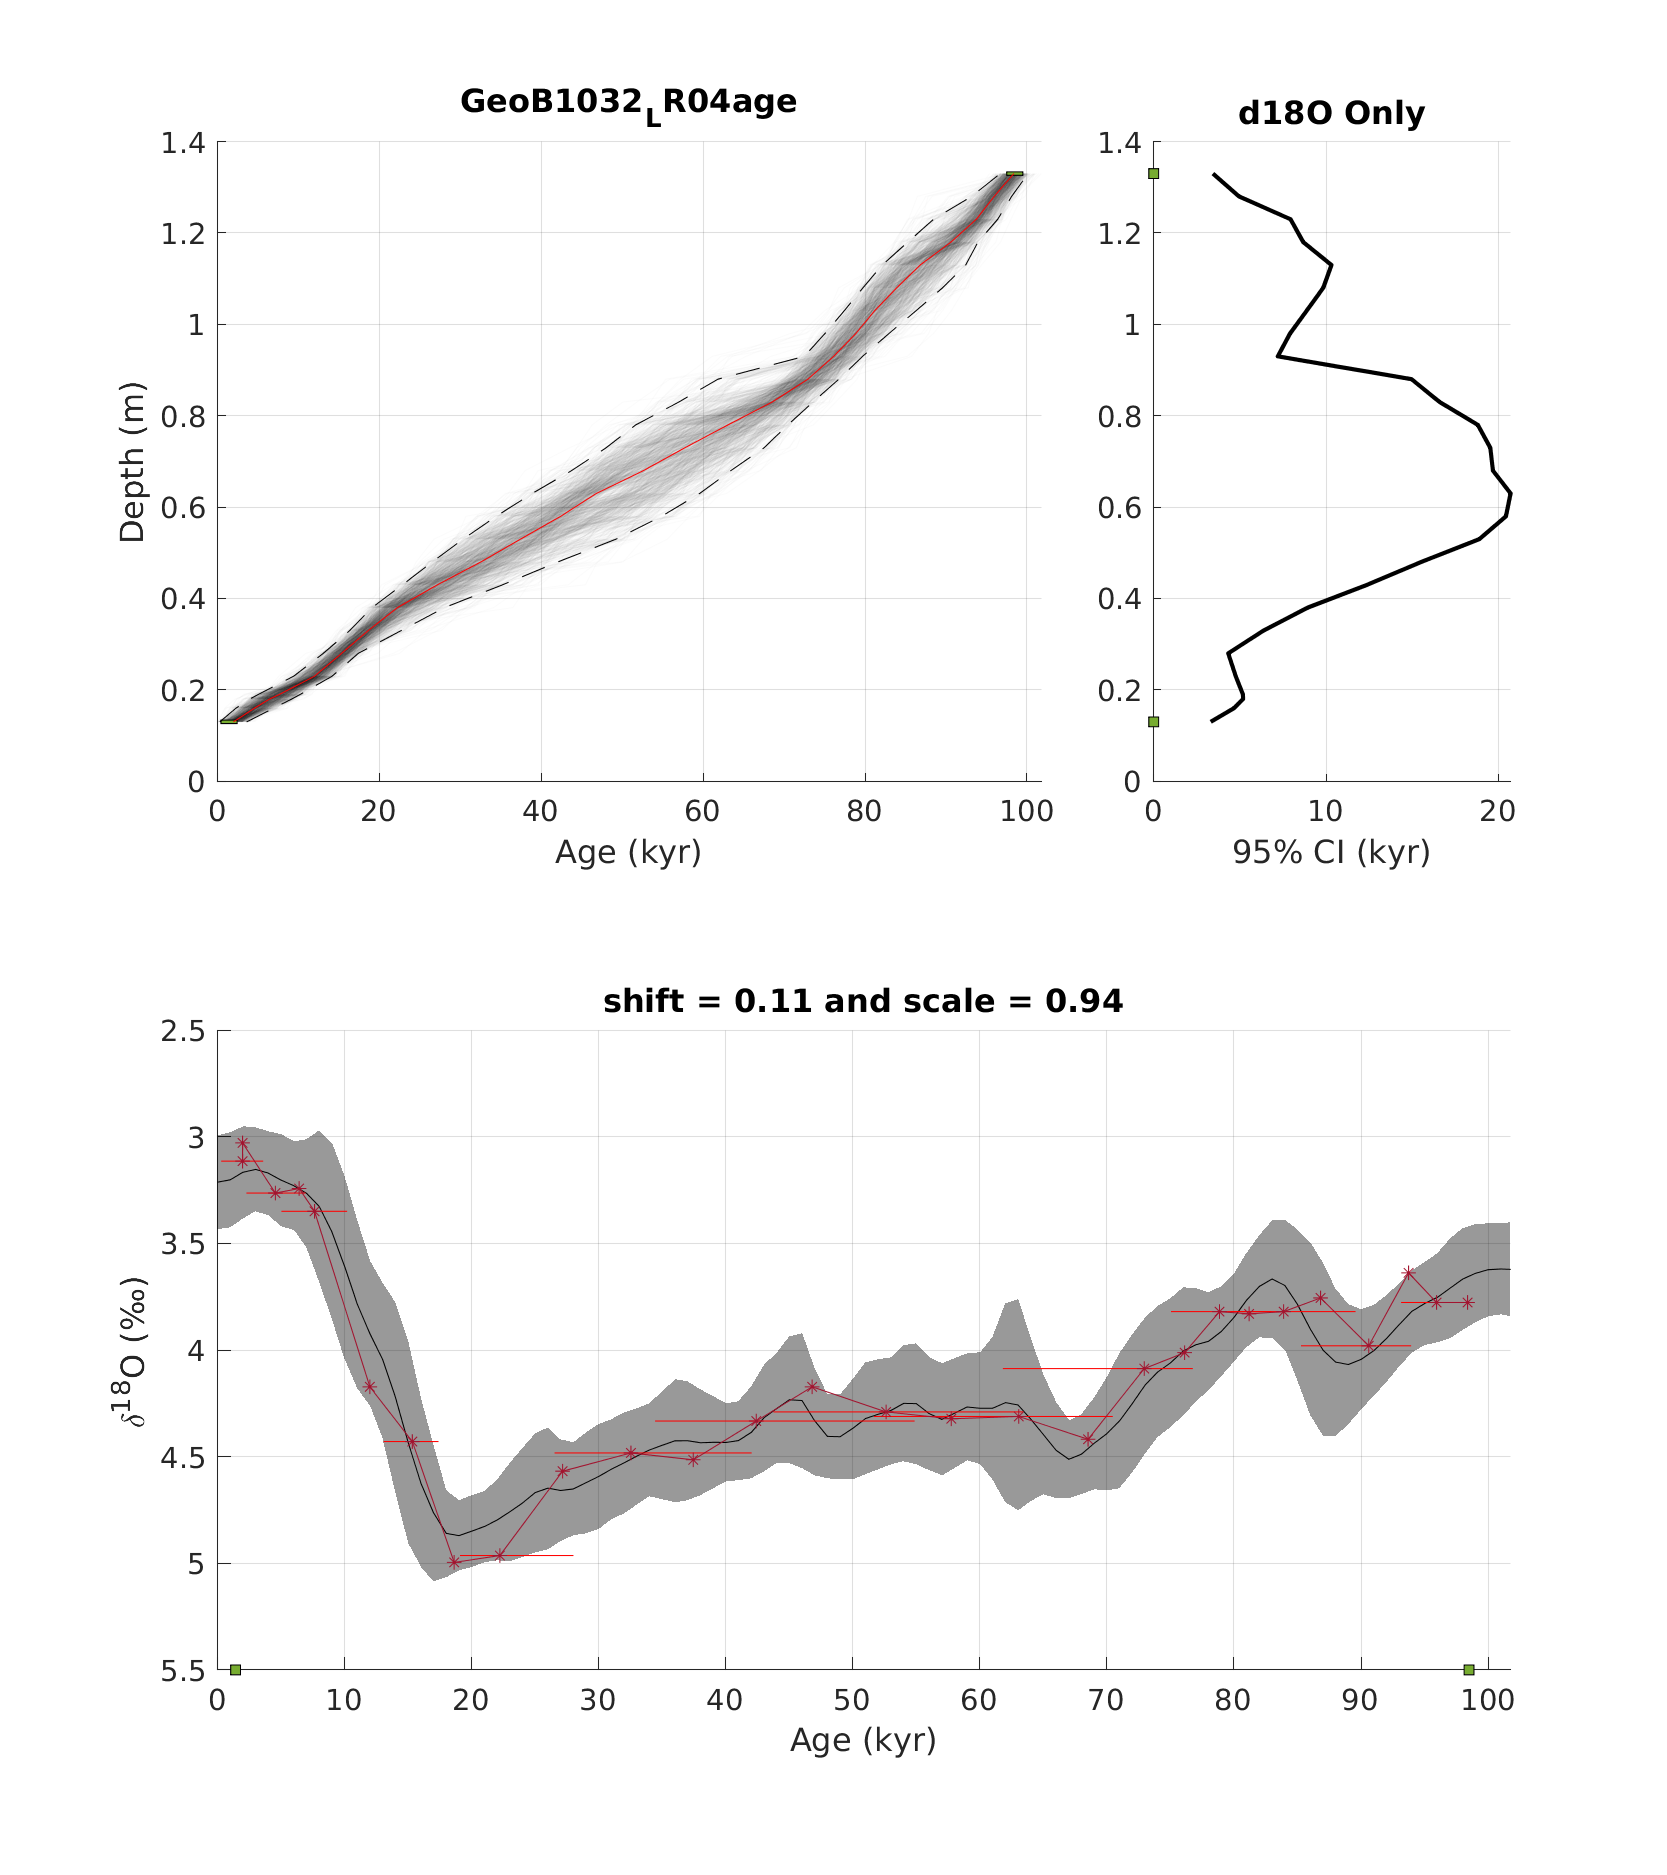 GeoB1032LR04age
d18O Only
1.4
1.2
1
0.8
0.6
0.4
0.2
0
Depth (m)
0 20 40 60 80 100
Age (kyr)
1.4
1.2
1
0.8
0.6
0.4
0.2
0
0 10 20
95% CI (kyr)
shift = 0.11 and scale = 0.94
2.5
3
3.5
4
4.5
5
5.5
δ18O (‰)
0 10 20 30 40 50 60 70 80 90 100
Age (kyr)